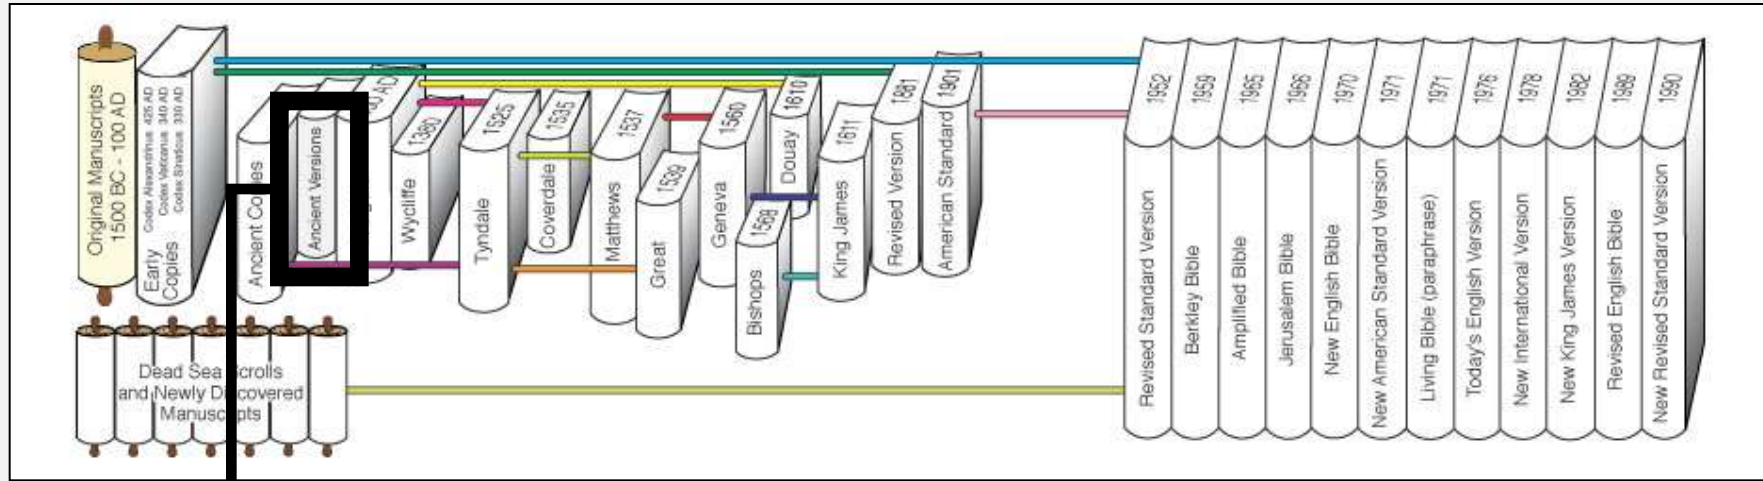 Original Manuscripts
1500 BC - 100 AD
Early
Copies
Codex Alexandrinus 425 AD
Codex Vaticanus 340 AD
Codex Sinaticus 330 AD
Ancient Copies
Ancient Versions
AD
1380
Wycliffe
1525
Tyndale
1535
Coverdale
1537
Matthews
1539
Great
1560
Geneva
1568
Bishops
1610
Douay
1611
King James
1881
Revised Version
1901
American Standard
1952
Revised Standard Version
1959
Berkley Bible
1965
Amplified Bible
1966
Jerusalem Bible
1970
New English Bible
1971
New American Standard Version
1971
Living Bible (paraphrase)
1976
Today's English Version
1978
New International Version
1982
New King James Version
1989
Revised English Bible
1990
New Revised Standard Version
Dead Sea Scrolls
and Newly Discovered
Manuscripts